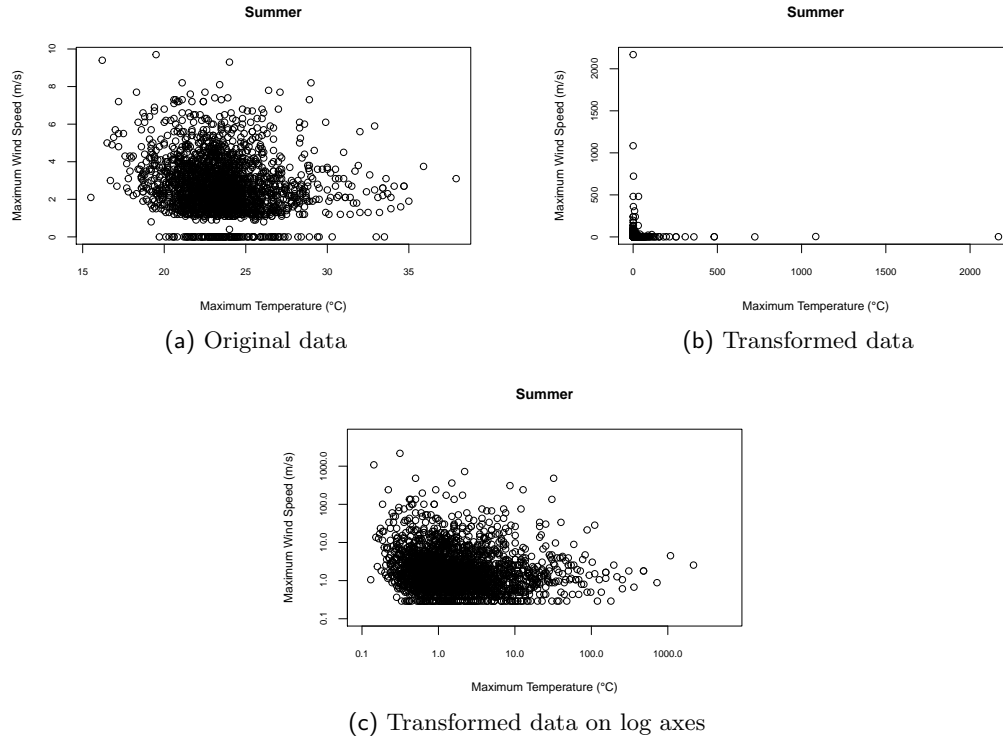 Summer
Maximum Wind Speed (m/s)
10
8
6
4
2
0
15 20 25 30 35
Maximum Temperature (°C)
(a) Original data
Summer
Maximum Wind Speed (m/s)
2000
1500
1000
500
0
0 500 1000 1500 2000
Maximum Temperature (°C)
(b) Transformed data
Summer
Maximum Wind Speed (m/s)
1000.0
100.0
10.0
1.0
0.1
0.1 1.0 10.0 100.0 1000.0
Maximum Temperature (°C)
(c) Transformed data on log axes